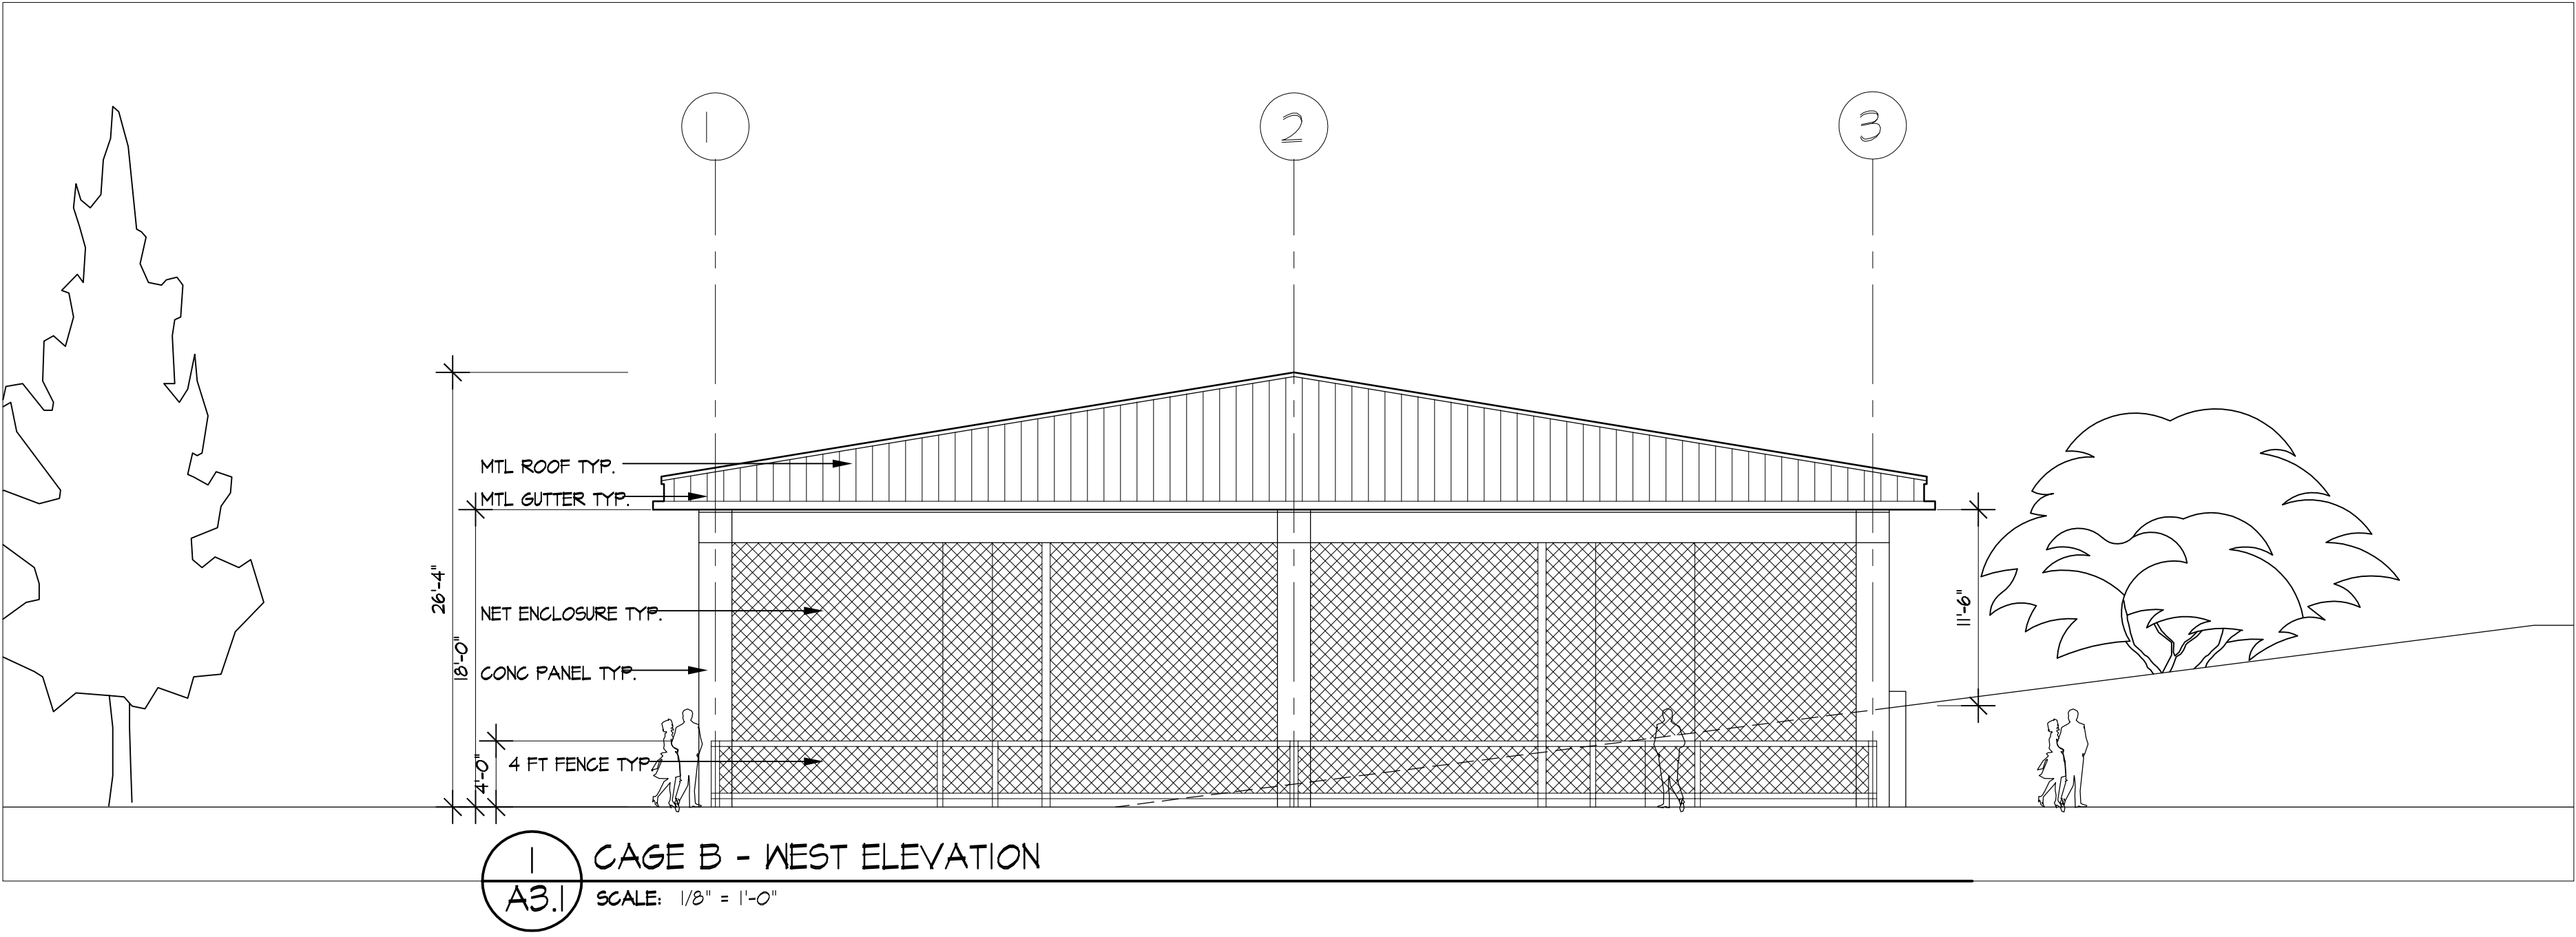 1
2
3
MTL ROOF TYP.
MTL GUTTER TYP.
26'-4"
18'-0"
11'-6"
NET ENCLOSURE TYP.
CONC PANEL TYP.
4'-0"
4 FT FENCE TYP
1
CAGE B - WEST ELEVATION
A3.1
SCALE: 1/8" = 1'-0"